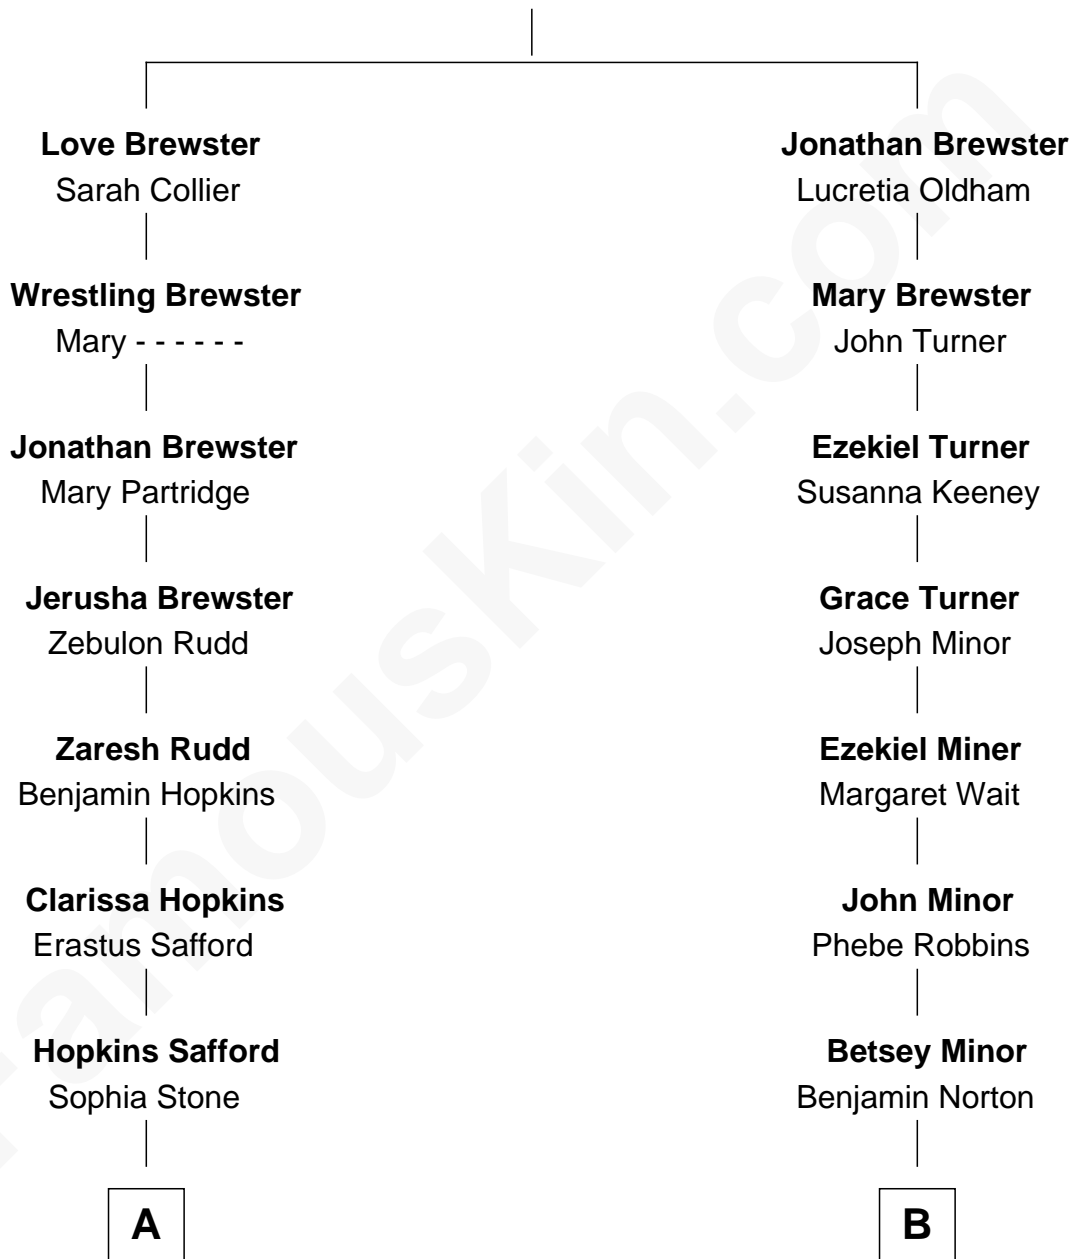 Love Brewster
Sarah Collier
Wrestling Brewster
Mary - - - - - -
Jonathan Brewster
Mary Partridge
Jerusha Brewster
Zebulon Rudd
Zaresh Rudd
Benjamin Hopkins
Clarissa Hopkins
Erastus Safford
Hopkins Safford
Sophia Stone
A
Jonathan Brewster
Lucretia Oldham
Mary Brewster
John Turner
Ezekiel Turner
Susanna Keeney
Grace Turner
Joseph Minor
Ezekiel Miner
Margaret Wait
John Minor
Phebe Robbins
Betsey Minor
Benjamin Norton
B
FamousKin.com